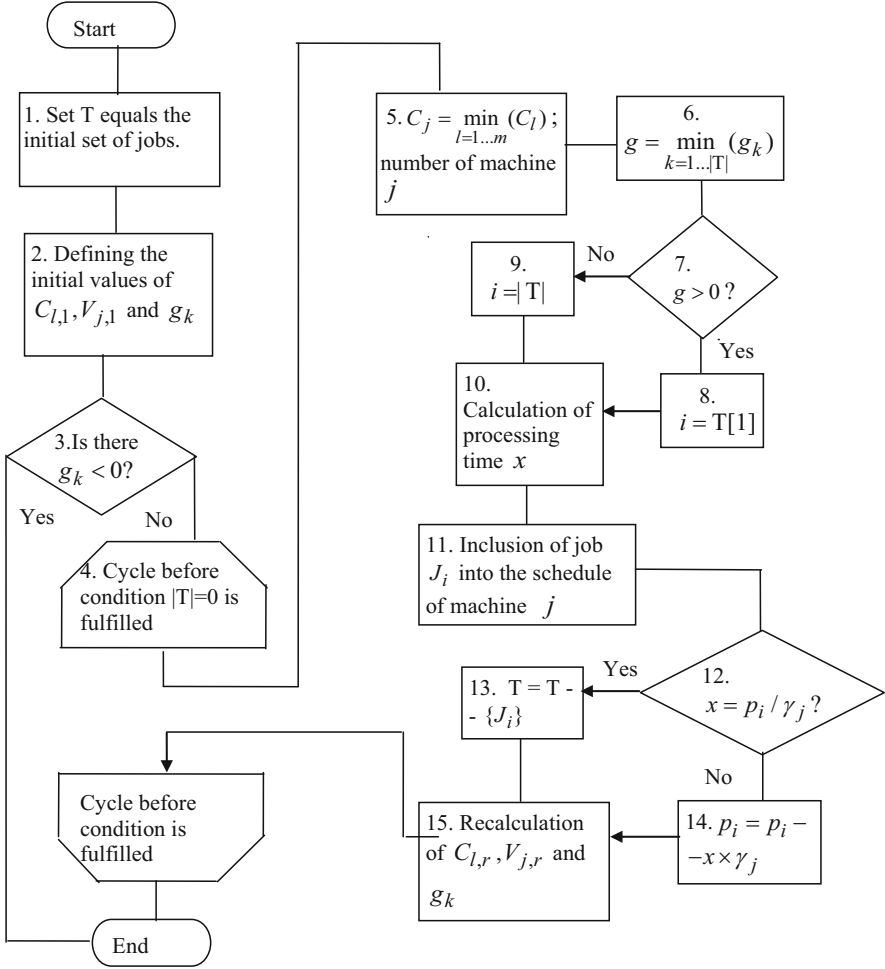 Start
1. Set T equals the
initial set of jobs.
2. Defining the
initial values of
C_{l,1}, V_{j,1} and g_k
3.Is there
g_k < 0?
Yes
No
4. Cycle before
condition |T|=0 is
fulfilled
5. C_j = min (C_l) ;
l=1...m
number of machine
j
6.
g = min (g_k)
k=1...|T|
7.
g > 0 ?
No
Yes
9.
i =| T|
8.
i = T[1]
10.
Calculation of
processing
time x
11. Inclusion of job
J_i into the schedule
of machine j
12.
x = p_i / γ_j ?
Yes
No
13. T = T -
- {J_i}
14. p_i = p_i −
−x×γ_j
15. Recalculation
of C_{l,r}, V_{j,r} and
g_k
Cycle before
condition is
fulfilled
End